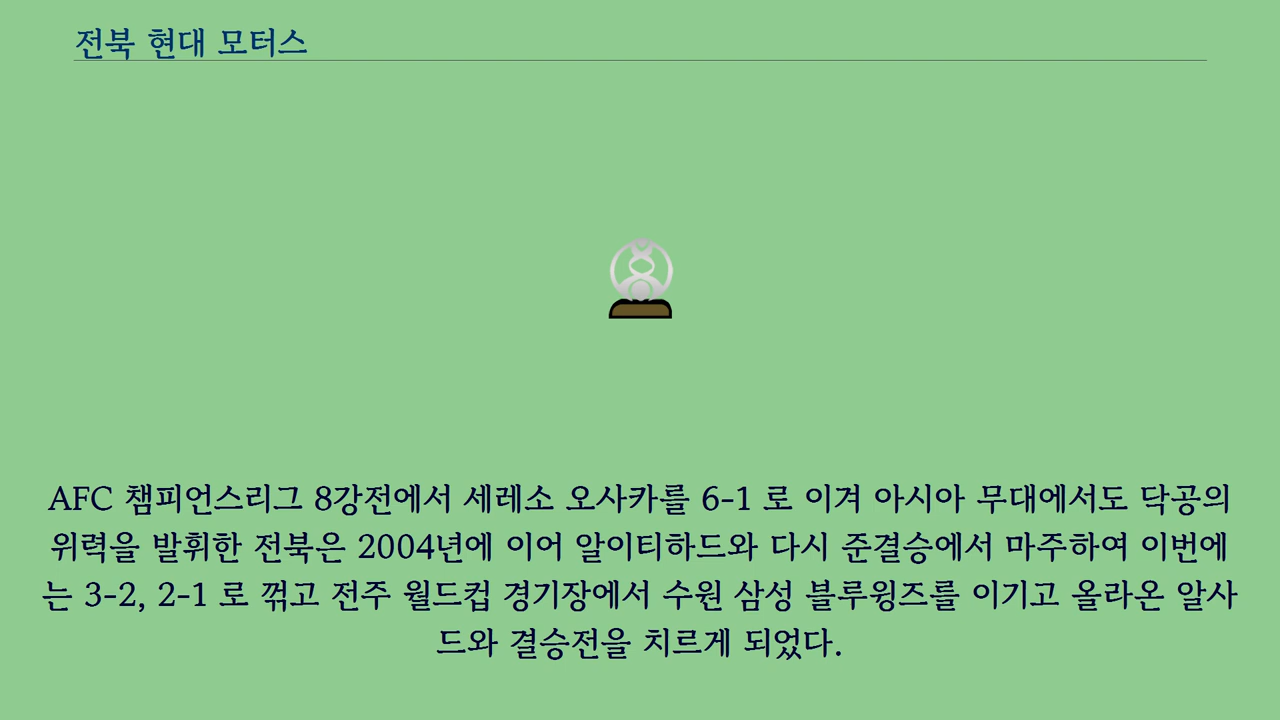 전북 현대 모터스
AFC 챔피언스리그 8강전에서 세레소 오사카를 6-1 로 이겨 아시아 무대에서도 닥공의
위력을 발휘한 전북은 2004년에 이어 알이티하드와 다시 준결승에서 마주하여 이번에
는 3-2, 2-1 로 꺾고 전주 월드컵 경기장에서 수원 삼성 블루윙즈를 이기고 올라온 알사
드와 결승전을 치르게 되었다.